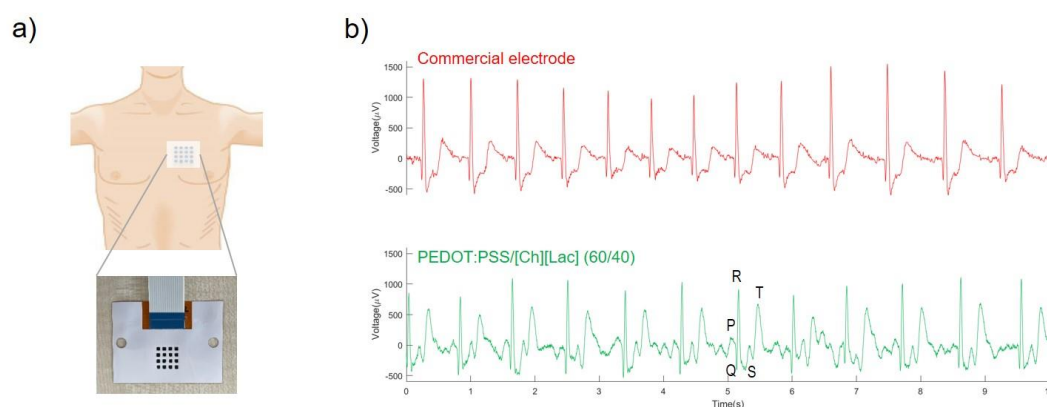 a)
b)
Commercial electrode
1500
1000
500
0
-500
Voltage(μV)
PEDOT:PSS/[Ch][Lac] (60/40)
1500
1000
500
0
-500
Voltage(μV)
R
T
P
Q
S
0 1 2 3 4 5 6 7 8 9 1
Time(s)